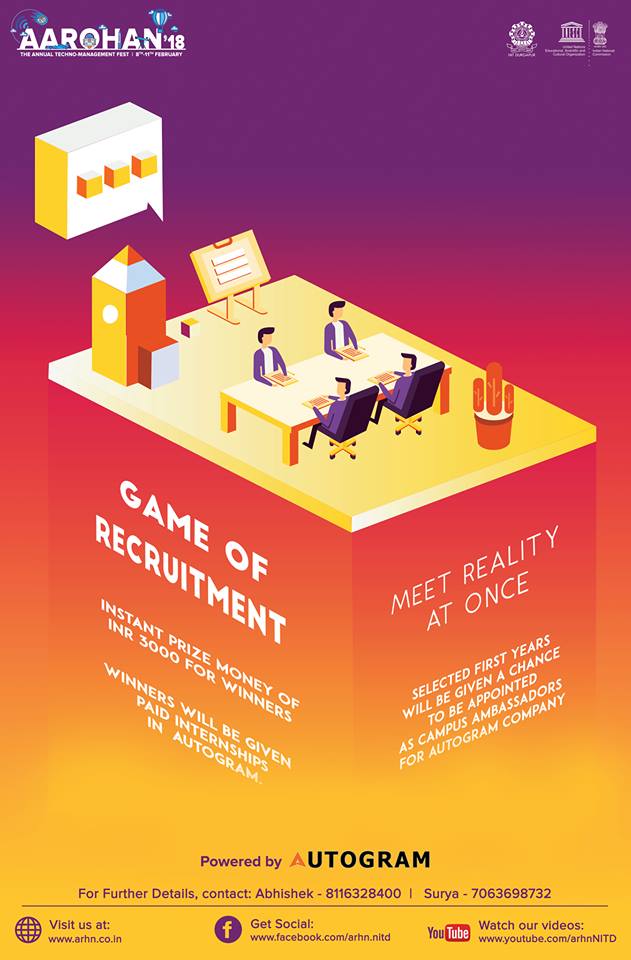 AAROHAN'18
THE ANNUAL TECHNO-MANAGEMENT FEST | 8TH-11TH FEBRUARY
NIT DURGAPUR
United Nations
Educational, Scientific and
Cultural Organization
Indian National
Commission
GAME OF
RECRUITMENT
INSTANT PRIZE MONEY OF
INR 3000 FOR WINNERS
WINNERS WILL BE GIVEN
PAID INTERNSHIPS
IN AUTOGRAM.
MEET REALITY
AT ONCE
SELECTED FIRST YEARS
WILL BE GIVEN A CHANCE
TO BE APPOINTED
AS CAMPUS AMBASSADORS
FOR AUTOGRAM COMPANY
Powered by AUTOGRAM
For Further Details, contact: Abhishek - 8116328400 | Surya - 7063698732
Visit us at:
www.arhn.co.in
Get Social:
www.facebook.com/arhn.nitd
YouTube
Watch our videos:
www.youtube.com/arhnNITD